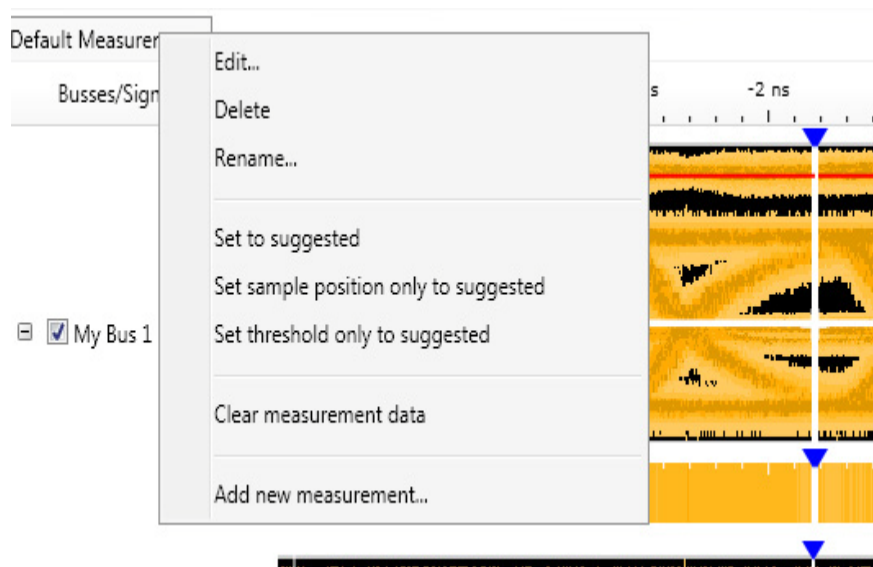 Default Measurer
Edit...
Busses/Sign
s
-2 ns
Delete
Rename...
Set to suggested
Set sample position only to suggested
My Bus 1
Set threshold only to suggested
Clear measurement data
Add new measurement...